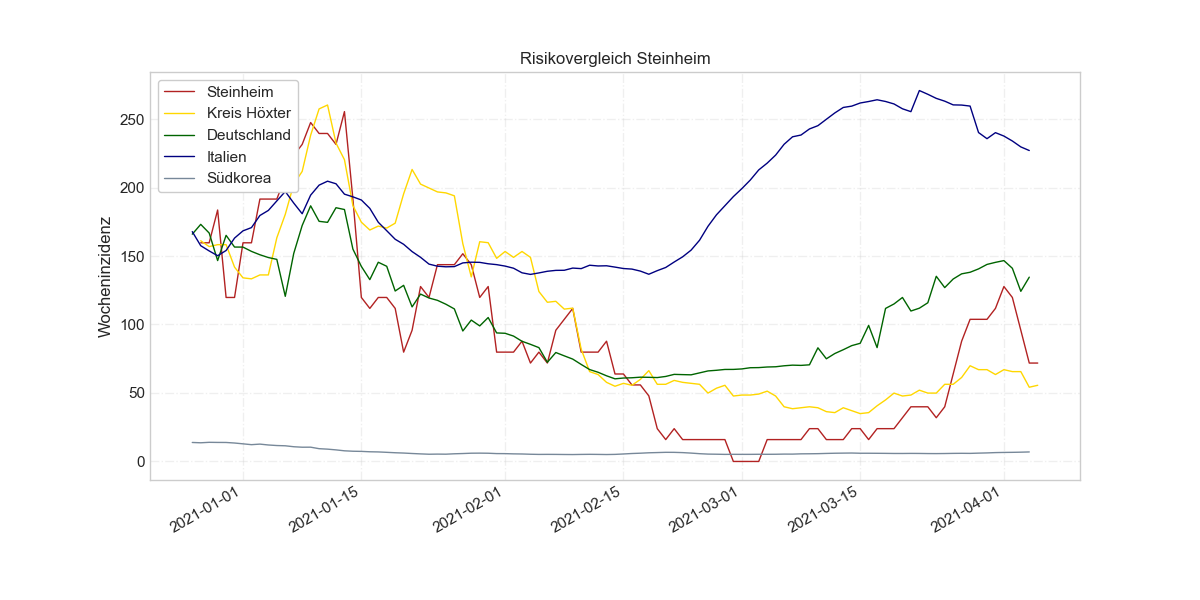 Risikovergleich Steinheim
Steinheim
Kreis Höxter
Deutschland
Italien
Südkorea
Wocheninzidenz
250
200
150
100
50
0
2021-01-01
2021-01-15
2021-02-01
2021-02-15
2021-03-01
2021-03-15
2021-04-01